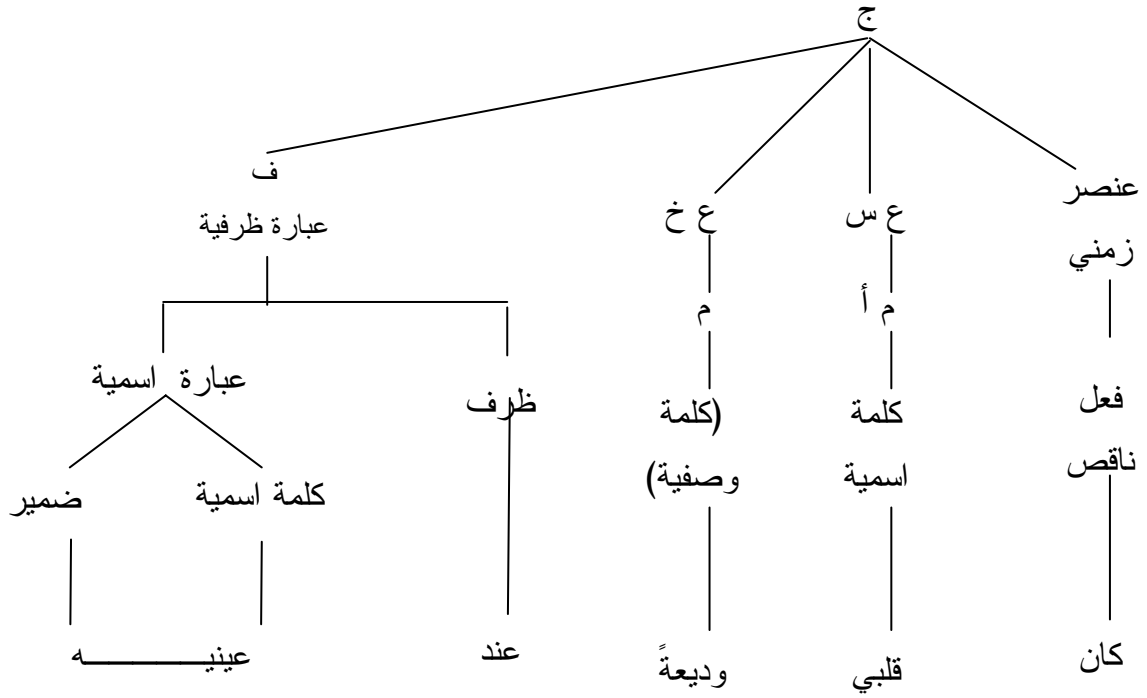 ج
عنصر
زمني
ع س
ع خ
ف
عبارة ظرفية
م أ
م
فعل
ناقص
كلمة
اسمية
(كلمة
وصفية)
ظرف
عبارة اسمية
كلمة اسمية
ضمير
كان
قلبي
وديعةً
عند
عينيــــــــه